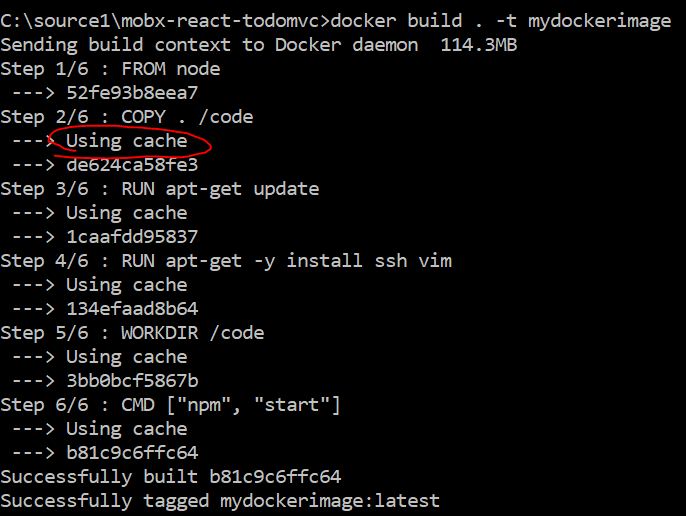 C:\source1\mobx-react-todomvc>docker build . -t mydockerimage
Sending build context to Docker daemon  114.3MB
Step 1/6 : FROM node
 ---> 52fe93b8eea7
Step 2/6 : COPY . /code
 ---> Using cache
 ---> de624ca58fe3
Step 3/6 : RUN apt-get update
 ---> Using cache
 ---> 1caafdd95837
Step 4/6 : RUN apt-get -y install ssh vim
 ---> Using cache
 ---> 134efaad8b64
Step 5/6 : WORKDIR /code
 ---> Using cache
 ---> 3bb0bcf5867b
Step 6/6 : CMD ["npm", "start"]
 ---> Using cache
 ---> b81c9c6ffc64
Successfully built b81c9c6ffc64
Successfully tagged mydockerimage:latest